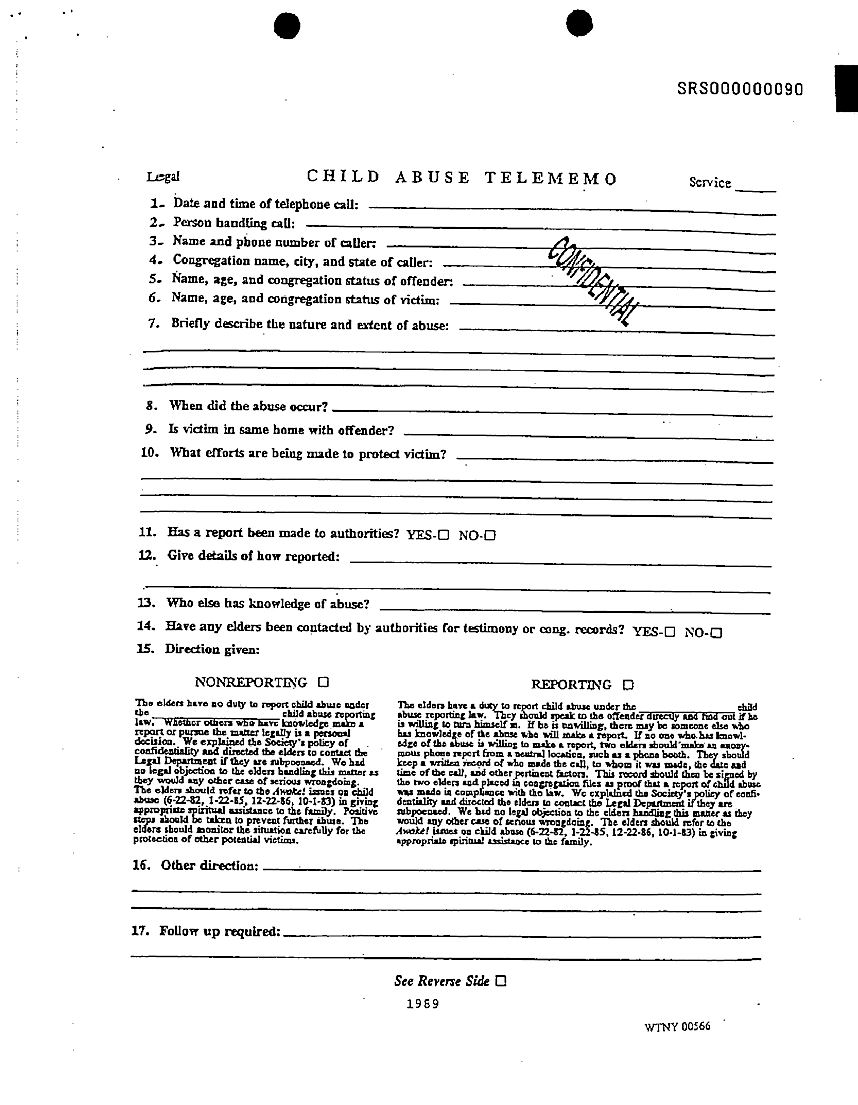 SRS000000090
Legal CHILD ABUSE TELEMEMO Service
1. Date and time of telephone call:
2. Person handling call:
3. Name and phone number of caller:
4. Congregation name, city, and state of caller:
5. Name, age, and congregation status of offender:
6. Name, age, and congregation status of victim:
CONFIDENTIAL
7. Briefly describe the nature and extent of abuse:
8. When did the abuse occur?
9. Is victim in same home with offender?
10. What efforts are being made to protect victim?
11. Has a report been made to authorities? YES-☐ NO-☐
12. Give details of how reported:
13. Who else has knowledge of abuse?
14. Have any elders been contacted by authorities for testimony or cong. records? YES-☐ NO-☐
15. Direction given:
NONREPORTING ☐
The elders have no duty to report child abuse under
the child abuse reporting
law. Whether others who have knowledge make a
report or pursue the matter legally is a personal
decision. We explained the Society's policy of
confidentiality and directed the elders to contact the
Legal Department if they are subpoenaed. We had
no legal objection to the elders handling this matter as
they would any other case of serious wrongdoing.
The elders should refer to the Awake! issues on child
abuse (6-22-82, 1-22-85, 12-22-86, 10-1-83) in giving
appropriate spiritual assistance to the family. Positive
steps should be taken to prevent further abuse. The
elders should monitor the situation carefully for the
protection of other potential victims.
REPORTING ☐
The elders have a duty to report child abuse under the child
abuse reporting law. They should speak to the offender directly and find out if he
is willing to turn himself in. If he is unwilling, there may be someone else who
has knowledge of the abuse who will make a report. If no one who has knowl-
edge of the abuse is willing to make a report, two elders should make an anony-
mous phone report from a neutral location, such as a phone booth. They should
keep a written record of who made the call, to whom it was made, the date and
time of the call, and other pertinent factors. This record should then be signed by
the two elders and placed in congregation files as proof that a report of child abuse
was made in compliance with the law. We explained the Society's policy of confi-
dentiality and directed the elders to contact the Legal Department if they are
subpoenaed. We had no legal objection to the elders handling this matter as they
would any other case of serious wrongdoing. The elders should refer to the
Awake! issues on child abuse (6-22-82, 1-22-85, 12-22-86, 10-1-83) in giving
appropriate spiritual assistance to the family.
16. Other direction:
17. Follow up required:
See Reverse Side ☐
1989
WTNY 00566